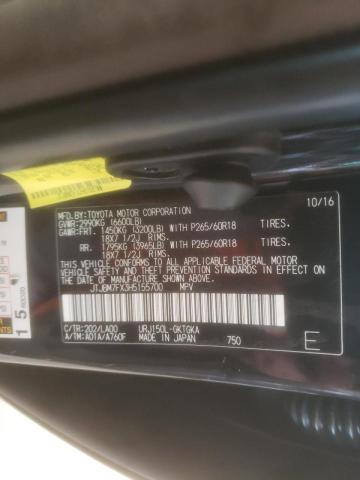 10/16
MFD.BY:TOYOTA MOTOR CORPORATION
GVWR:2990KG (6600LB)
GAWR:FRT. 1450KG (3200LB) WITH P265/60R18 TIRES.
18X7 1/2J RIMS.
RR. 1795KG (3965LB) WITH P265/60R18 TIRES.
18X7 1/2J RIMS.
THIS VEHICLE CONFORMS TO ALL APPLICABLE FEDERAL
MOTOR VEHICLE SAFETY AND THEFT PREVENTION STANDARDS IN EFFECT
ON THE DATE OF MANUFACTURE SHOWN ABOVE.
JTJBM7FX3H5155700 MPV
C/TR:202/LA00 URJ150L-GKTGKA
A/TM:A01A/A760F MADE IN JAPAN 750
E
15